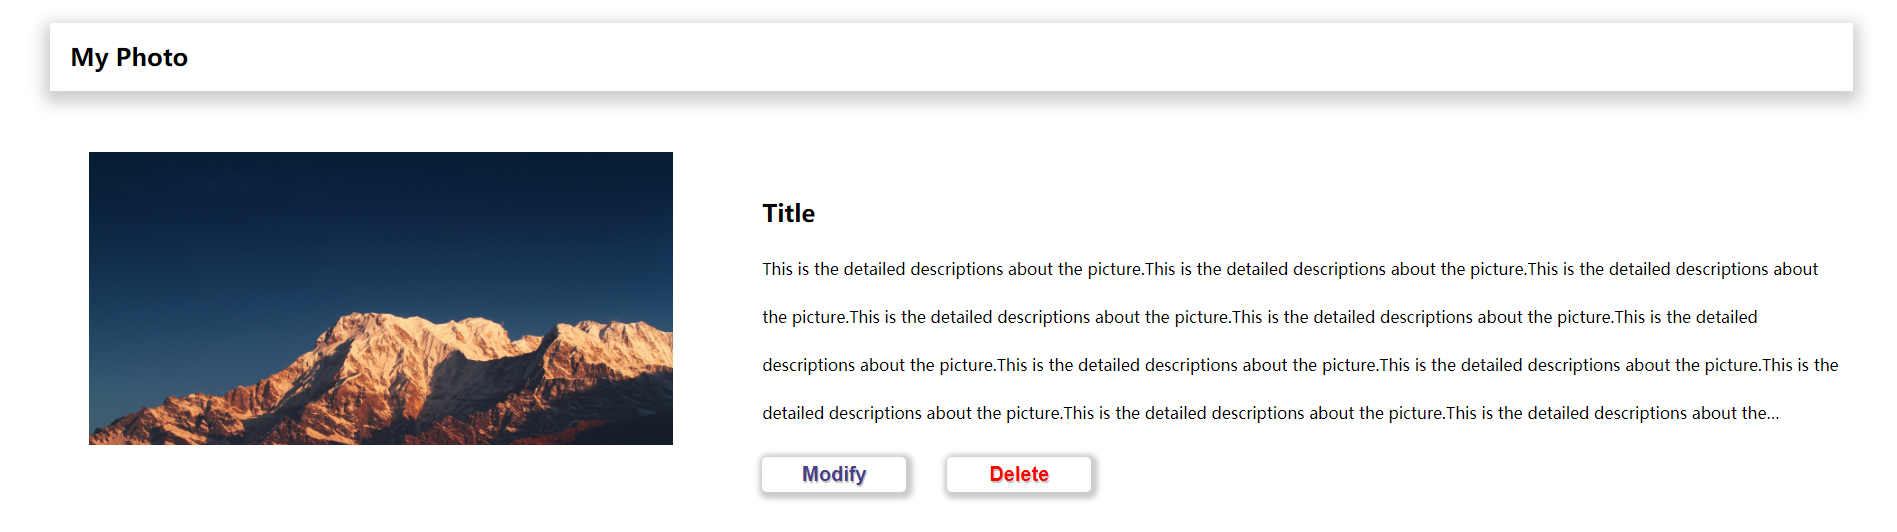 My Photo
Title
This is the detailed descriptions about the picture.This is the detailed descriptions about the picture.This is the detailed descriptions about
the picture.This is the detailed descriptions about the picture.This is the detailed descriptions about the picture.This is the detailed
descriptions about the picture.This is the detailed descriptions about the picture.This is the detailed descriptions about the picture.This is the
detailed descriptions about the picture.This is the detailed descriptions about the picture.This is the detailed descriptions about the...
Modify Delete